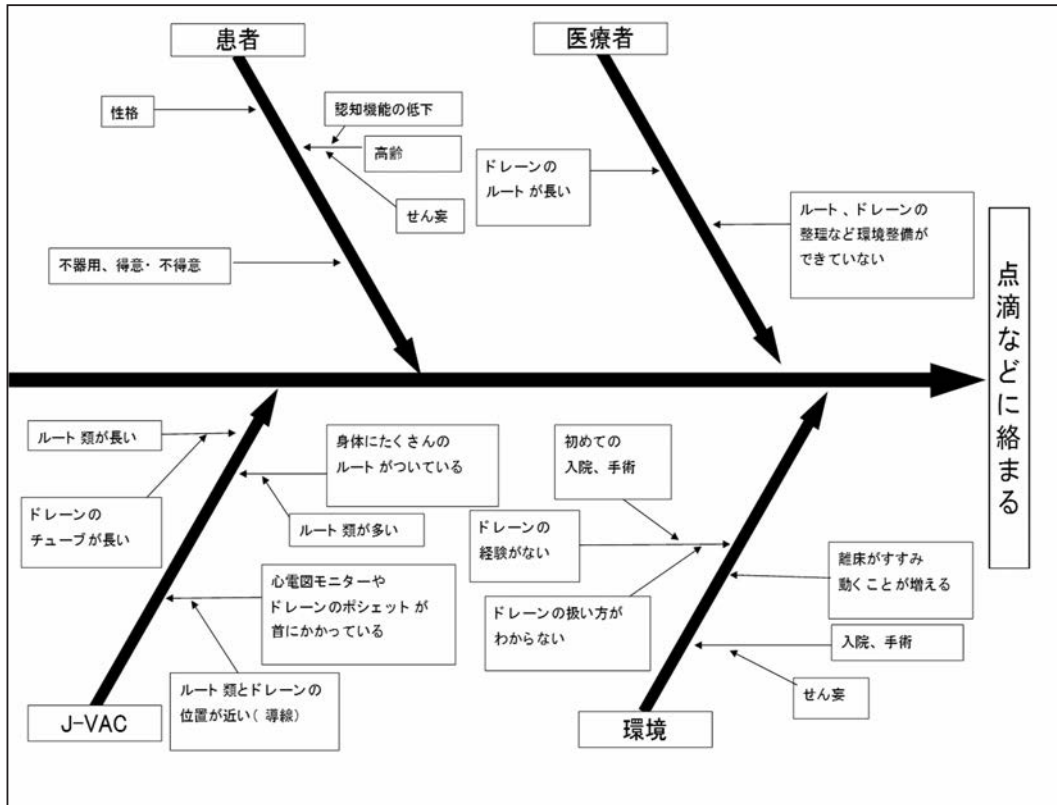 患者
医療者
性格
認知機能の低下
高齢
せん妄
不器用、得意・不得意
ドレーンの
ルートが長い
ルート、ドレーンの
整理など環境整備が
できていない
点滴などに絡まる
ルート類が長い
ドレーンの
チューブが長い
身体にたくさんの
ルートがついている
ルート類が多い
心電図モニターや
ドレーンのポシェットが
首にかかっている
ルート類とドレーンの
位置が近い(導線)
J-VAC
初めての
入院、手術
ドレーンの
経験がない
ドレーンの扱い方が
わからない
離床がすすみ
動くことが増える
入院、手術
せん妄
環境